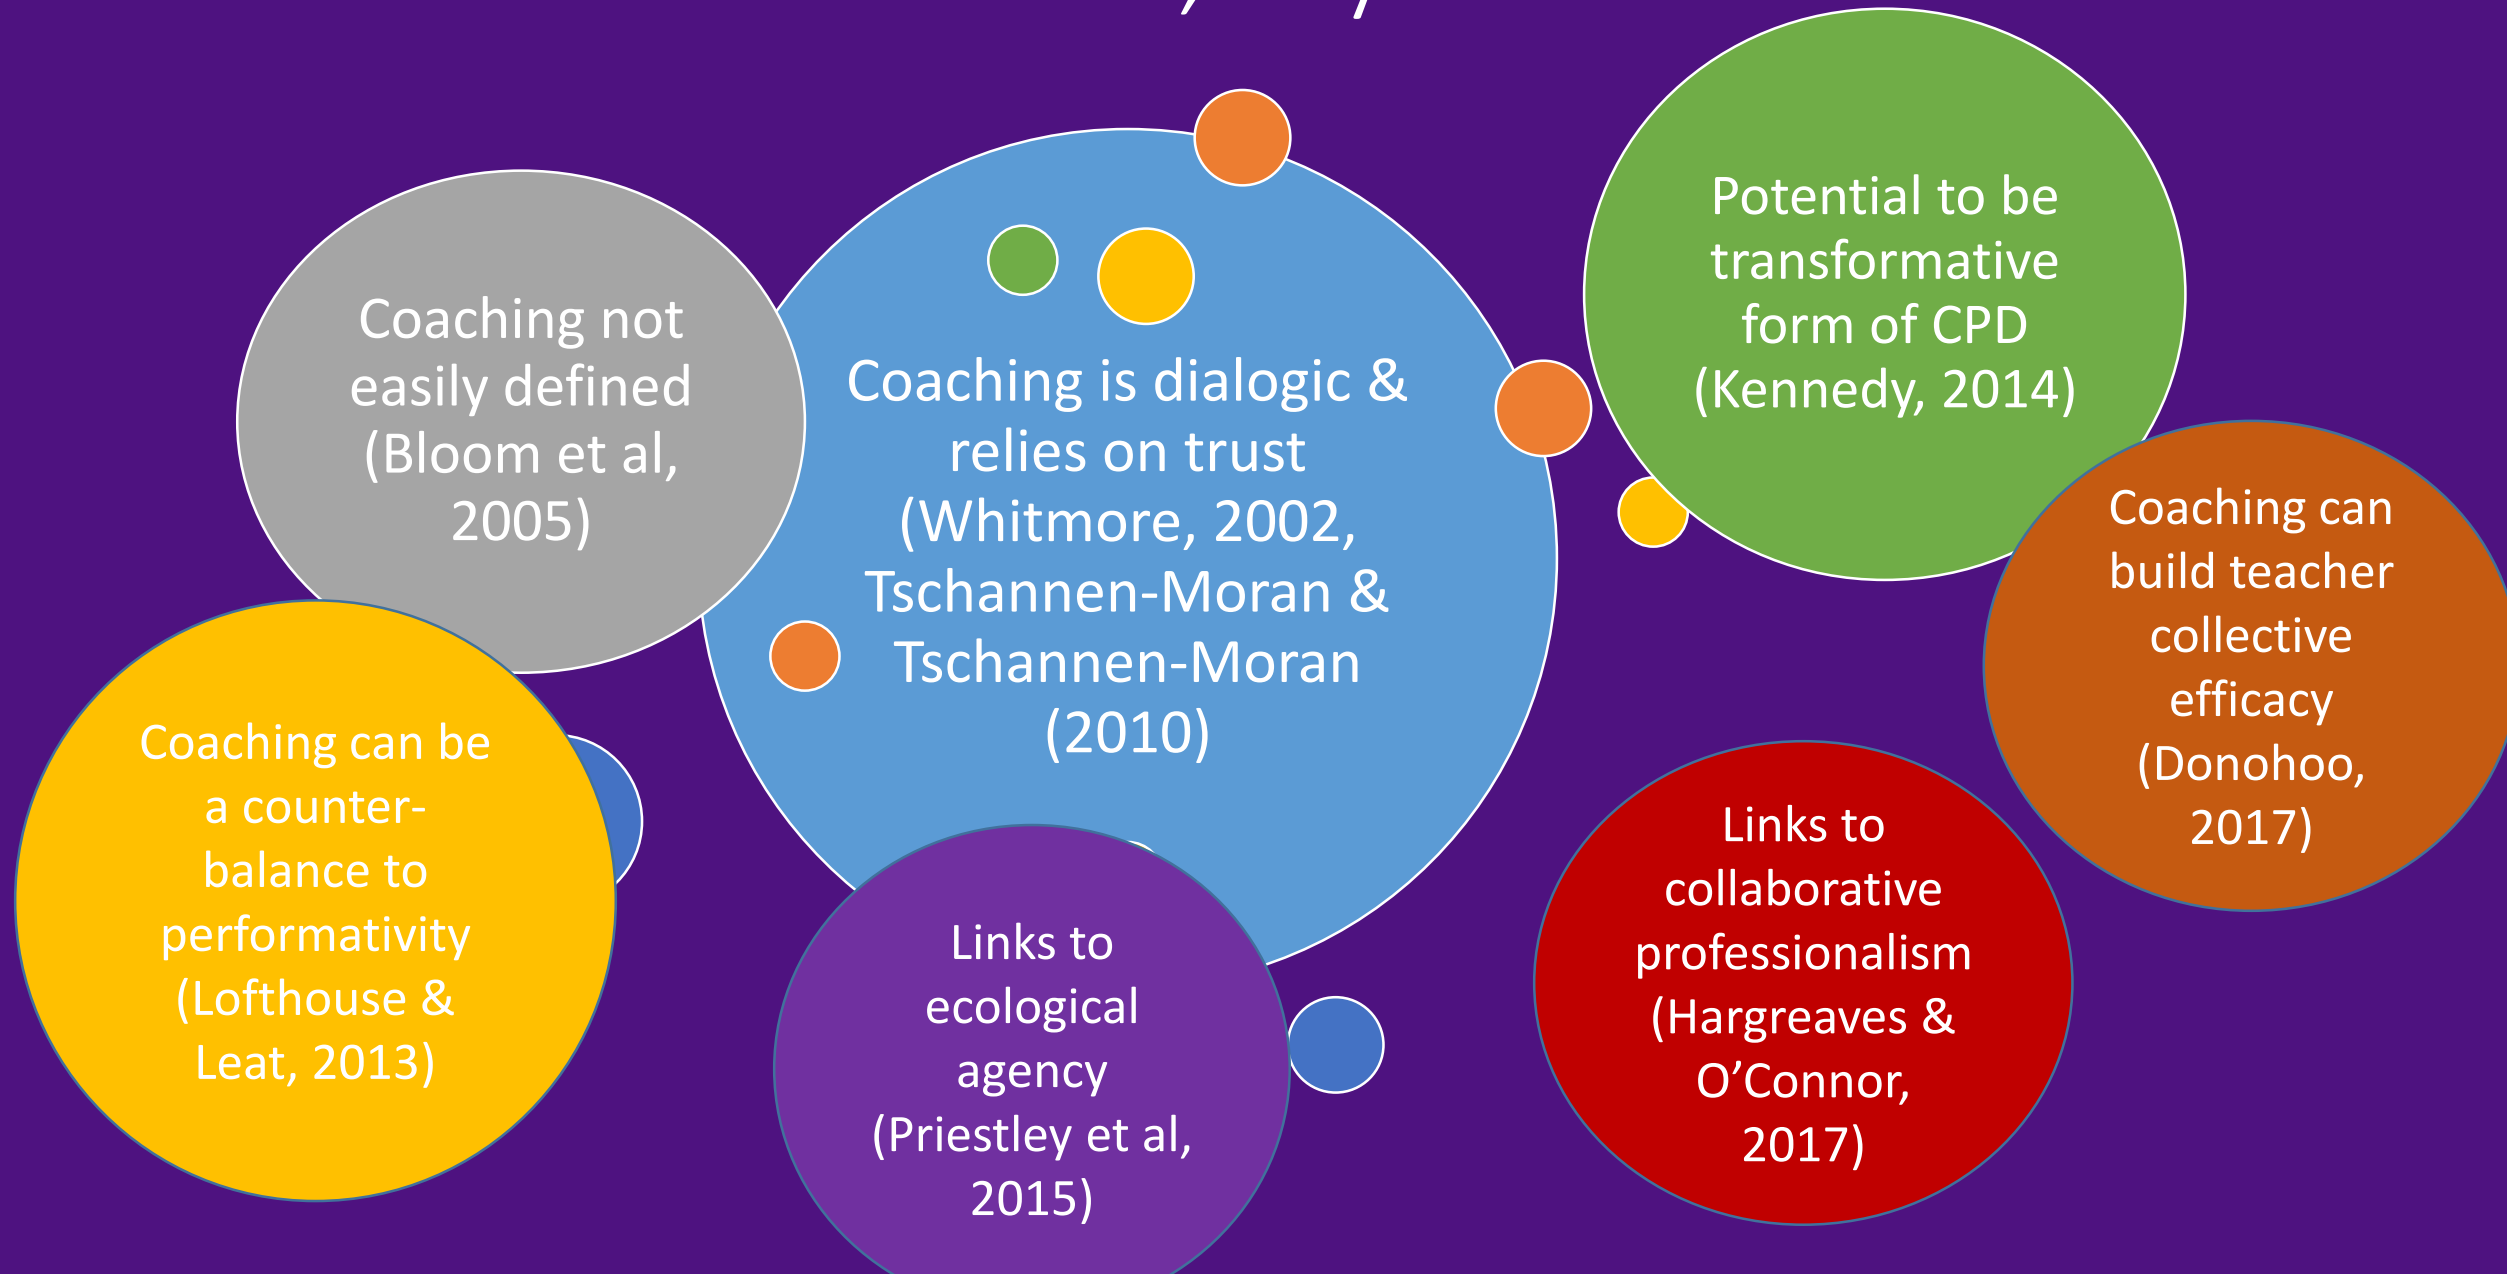 Coaching not
easily defined
(Bloom et al,
2005)
Coaching is dialogic &
relies on trust
(Whitmore, 2002,
Tschannen-Moran &
Tschannen-Moran
(2010)
Potential to be
transformative
form of CPD
(Kennedy, 2014)
Coaching can
build teacher
collective
efficacy
(Donohoo,
2017)
Coaching can be
a counter-
balance to
performativity
(Lofthouse &
Leat, 2013)
Links to
ecological
agency
(Priestley et al,
2015)
Links to
collaborative
professionalism
(Hargreaves &
O’Connor,
2017)